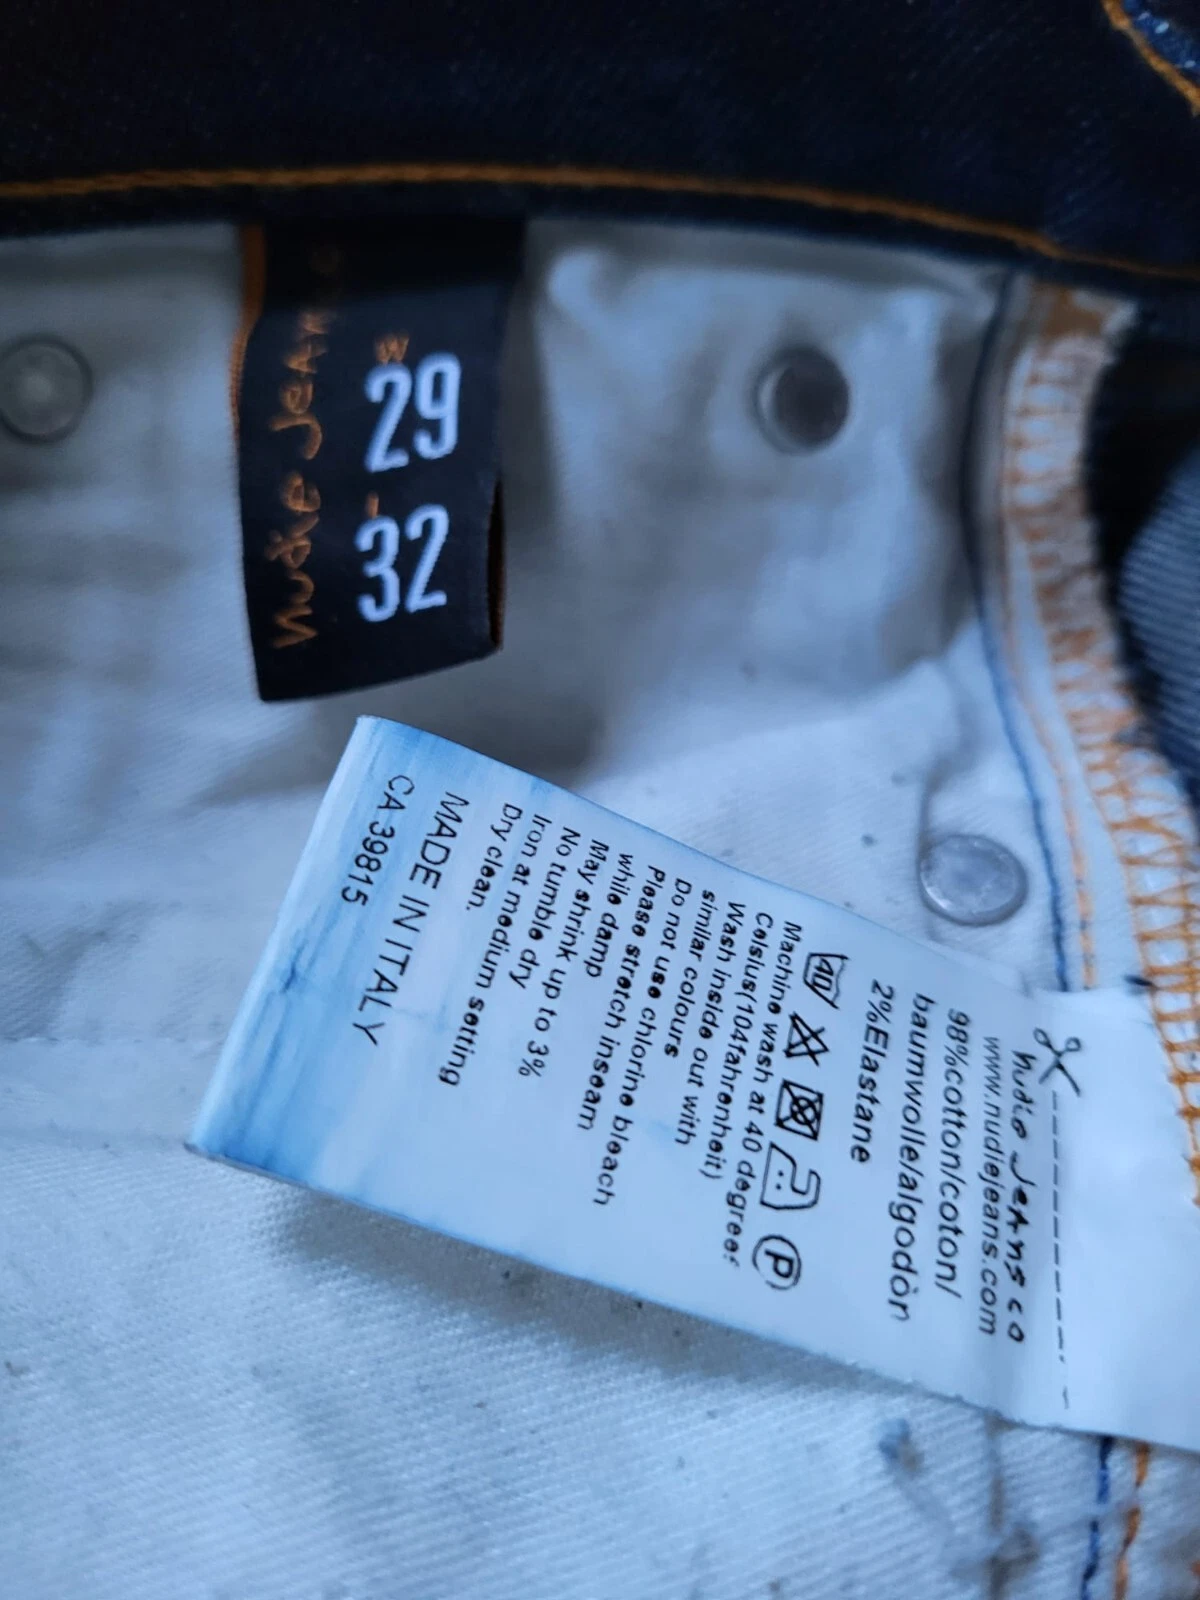 nudie Jeans
W
29
-
32
nudie Jeans co
www.nudiejeans.com
98%cotton/coton/
baumwolle/algodòn
2%Elastane
40
P
Machine wash at 40 degrees
Celsius(104fahrenheit)
Wash inside out with
similar colours
Do not use chlorine bleach
Please stretch inseam
while damp
May shrink up to 3%
No tumble dry
Iron at medium setting
Dry clean.
MADE IN ITALY
CA 39815